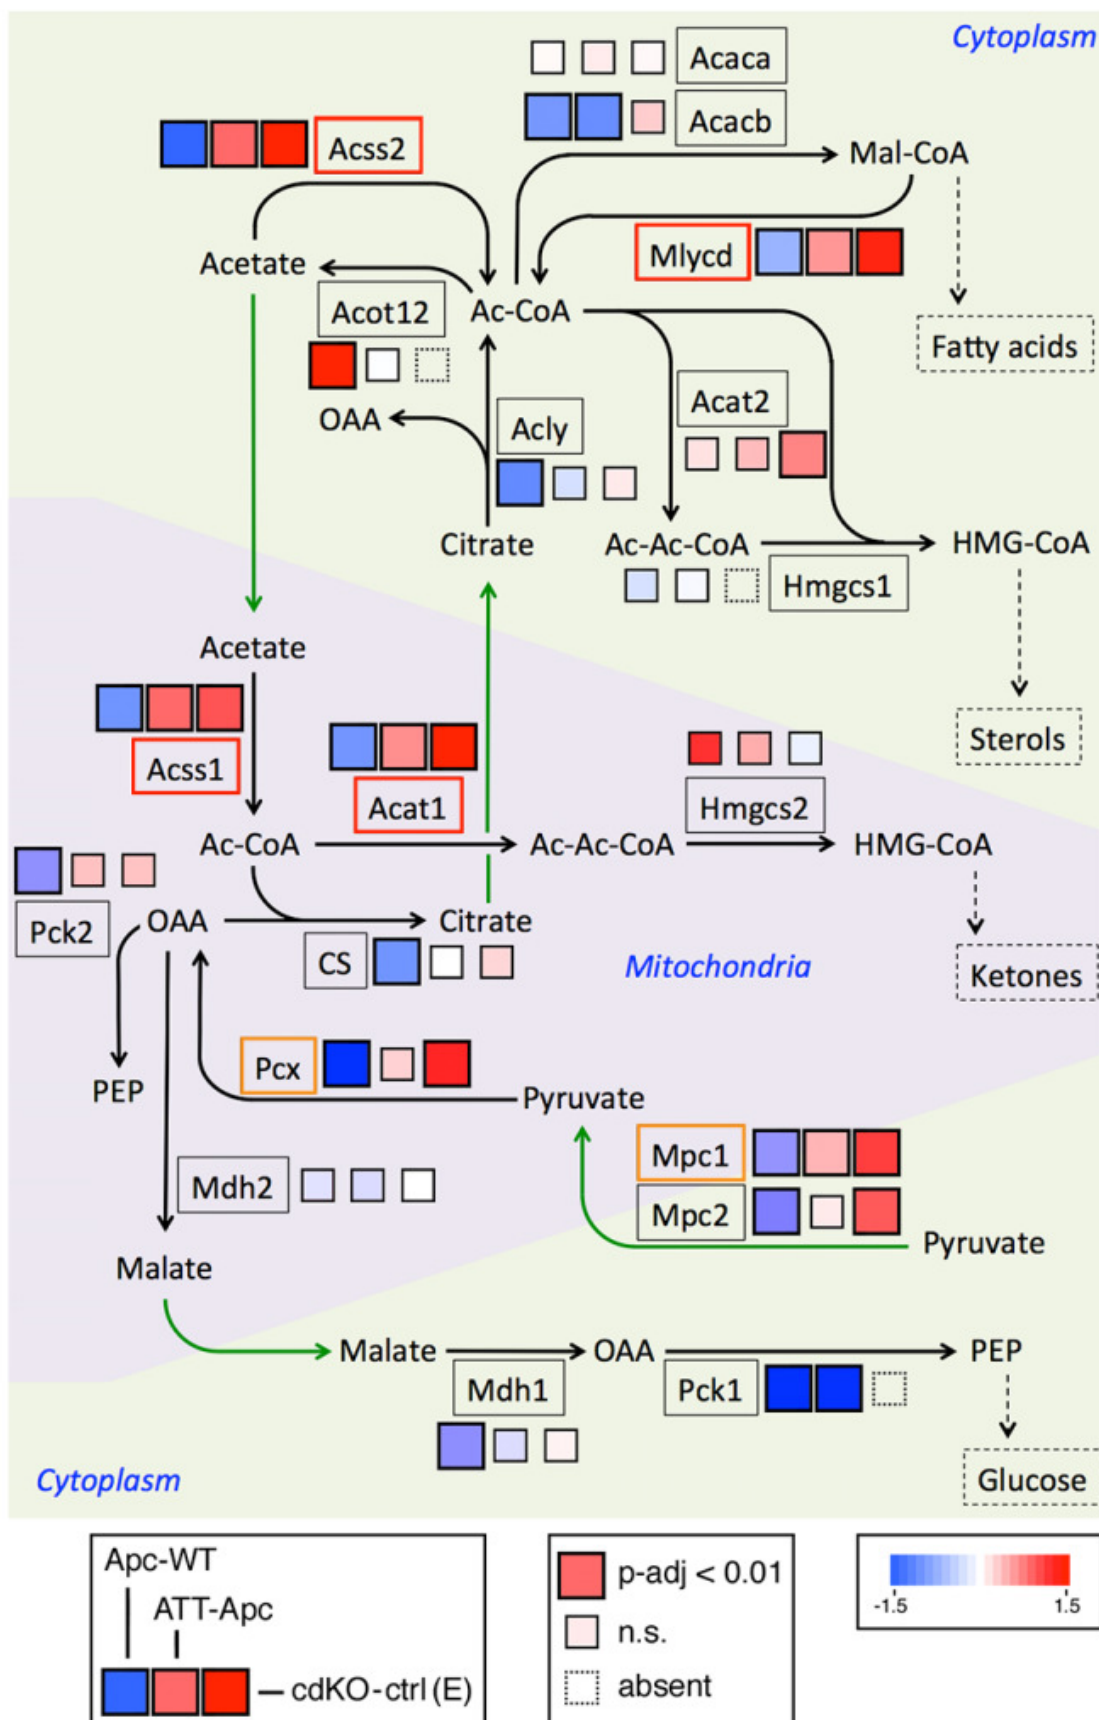 Cytoplasm
Acaca
Acacb
Acss2
Mal-CoA
Mlycd
Acetate
Acot12
Ac-CoA
Fatty acids
Acat2
OAA
Acly
Citrate
Ac-Ac-CoA
HMG-CoA
Hmgcs1
Acetate
Sterols
Acss1
Acat1
Hmgcs2
Ac-CoA
Ac-Ac-CoA
HMG-CoA
Pck2
OAA
Citrate
CS
Mitochondria
Ketones
Pcx
PEP
Pyruvate
Mpc1
Mdh2
Mpc2
Pyruvate
Malate
Malate
OAA
PEP
Mdh1
Pck1
Cytoplasm
Glucose
Apc-WT
ATT-Apc
cdKO-ctrl (E)
p-adj < 0.01
n.s.
absent
-1.5 1.5